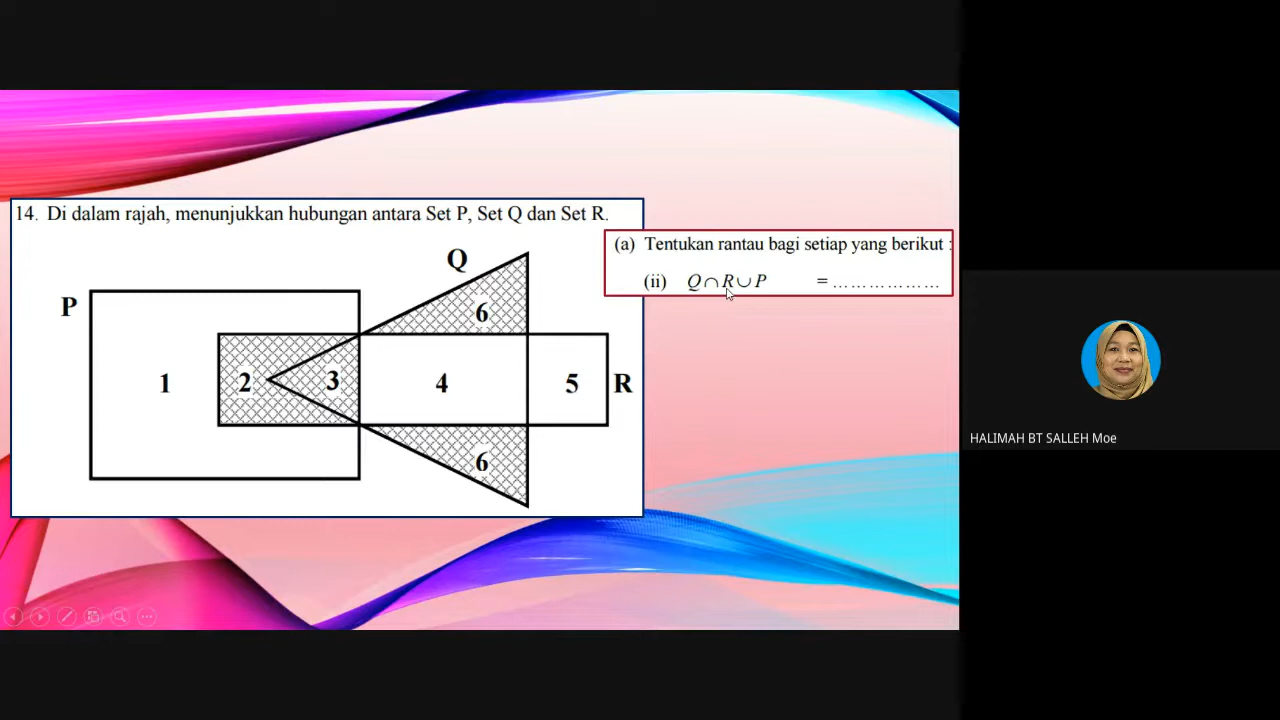 14. Di dalam rajah, menunjukkan hubungan antara Set P, Set Q dan Set R.
(a) Tentukan rantau bagi setiap yang berikut :
(ii) Q∩R∪P = ………………
Q
P
6
1
2
3
4
5
R
6
HALIMAH BT SALLEH Moe